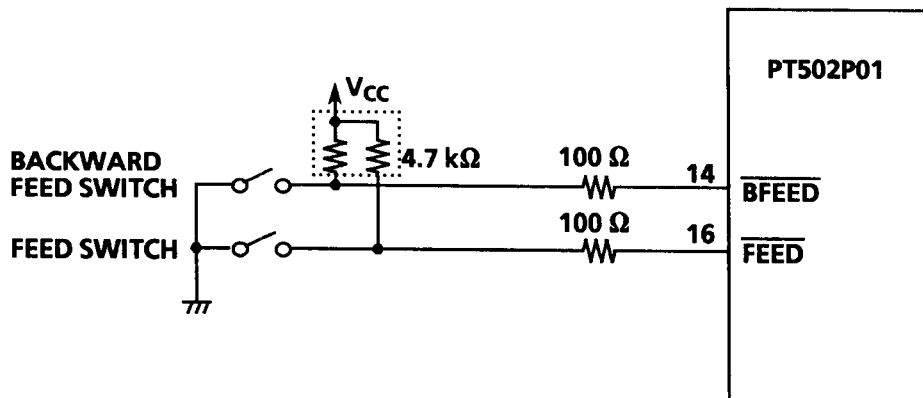 PT502P01
VCC
4.7 kΩ
BACKWARD
FEED SWITCH
100 Ω
14
BFEED
FEED SWITCH
100 Ω
16
FEED